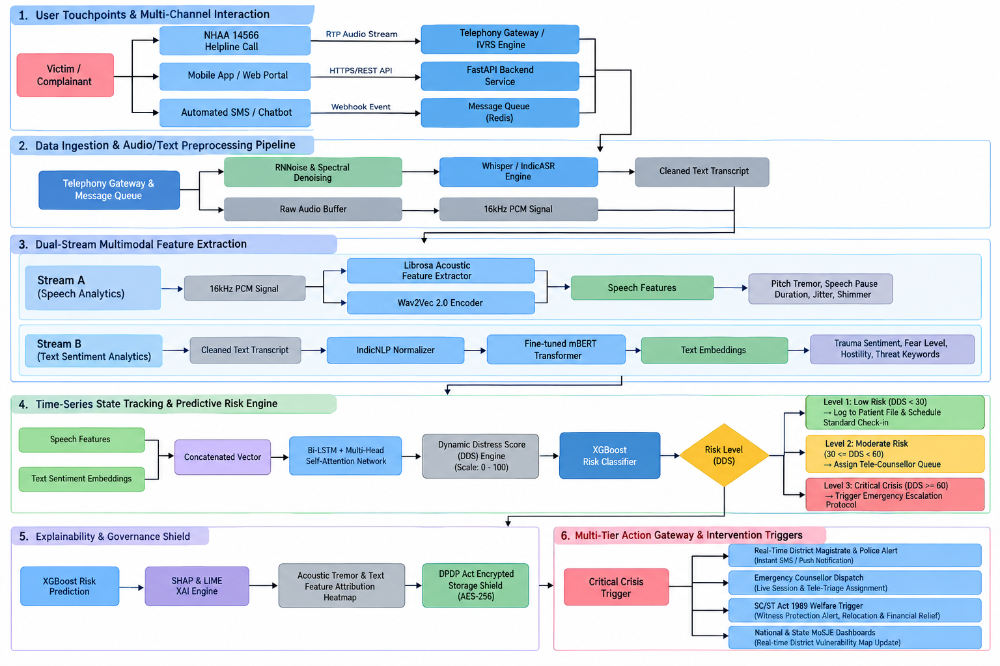 1. User Touchpoints & Multi-Channel Interaction
Victim /
Complainant
NHAA 14566
Helpline Call
RTP Audio Stream
Telephony Gateway /
IVRS Engine
Mobile App / Web Portal
HTTPS/REST API
FastAPI Backend
Service
Automated SMS / Chatbot
Webhook Event
Message Queue
(Redis)
2. Data Ingestion & Audio/Text Preprocessing Pipeline
Telephony Gateway &
Message Queue
RNNoise & Spectral
Denoising
Whisper / IndicASR
Engine
Cleaned Text Transcript
Raw Audio Buffer
16kHz PCM Signal
3. Dual-Stream Multimodal Feature Extraction
Stream A
(Speech Analytics)
16kHz PCM Signal
Librosa Acoustic
Feature Extractor
Wav2Vec 2.0 Encoder
Speech Features
Pitch Tremor, Speech Pause
Duration, Jitter, Shimmer
Stream B
(Text Sentiment Analytics)
Cleaned Text Transcript
IndicNLP Normalizer
Fine-tuned mBERT
Transformer
Text Embeddings
Trauma Sentiment, Fear Level,
Hostility, Threat Keywords
4. Time-Series State Tracking & Predictive Risk Engine
Speech Features
Text Sentiment Embeddings
Concatenated Vector
Bi-LSTM + Multi-Head
Self-Attention Network
Dynamic Distress Score
(DDS) Engine
(Scale: 0 - 100)
XGBoost
Risk Classifier
Risk Level
(DDS)
Level 1: Low Risk (DDS < 30)
→ Log to Patient File & Schedule
Standard Check-in
Level 2: Moderate Risk
(30 <= DDS < 60)
→ Assign Tele-Counsellor Queue
Level 3: Critical Crisis (DDS >= 60)
→ Trigger Emergency Escalation
Protocol
5. Explainability & Governance Shield
XGBoost Risk
Prediction
SHAP & LIME
XAI Engine
Acoustic Tremor & Text
Feature Attribution
Heatmap
DPDP Act Encrypted
Storage Shield
(AES-256)
6. Multi-Tier Action Gateway & Intervention Triggers
Critical Crisis
Trigger
Real-Time District Magistrate & Police Alert
(Instant SMS / Push Notification)
Emergency Counsellor Dispatch
(Live Session & Tele-Triage Assignment)
SC/ST Act 1989 Welfare Trigger
(Witness Protection Alert, Relocation & Financial Relief)
National & State MoSJE Dashboards
(Real-time District Vulnerability Map Update)